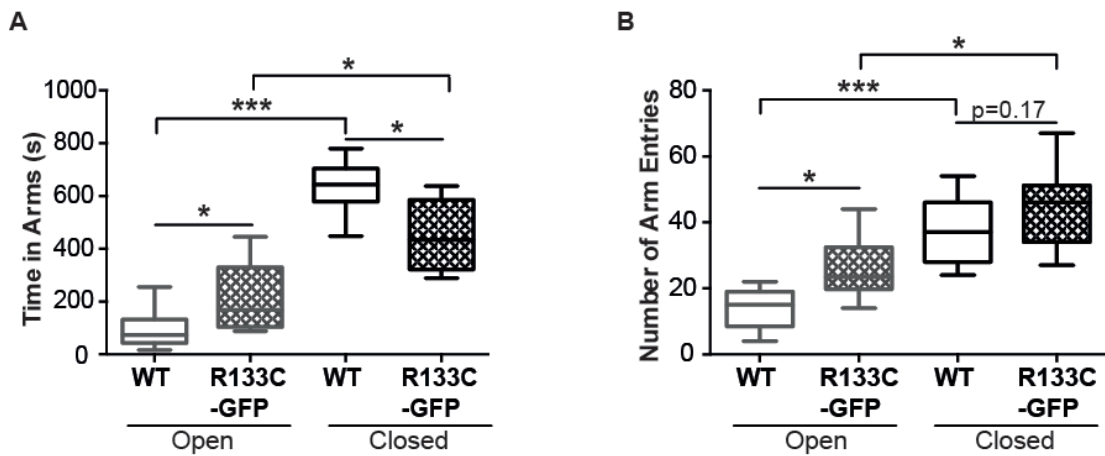 A
Time in Arms (s)
1000
800
600
400
200
0
*
***
*
*
WT
R133C
-GFP
WT
R133C
-GFP
Open
Closed
B
Number of Arm Entries
80
60
40
20
0
*
***
p=0.17
*
WT
R133C
-GFP
WT
R133C
-GFP
Open
Closed